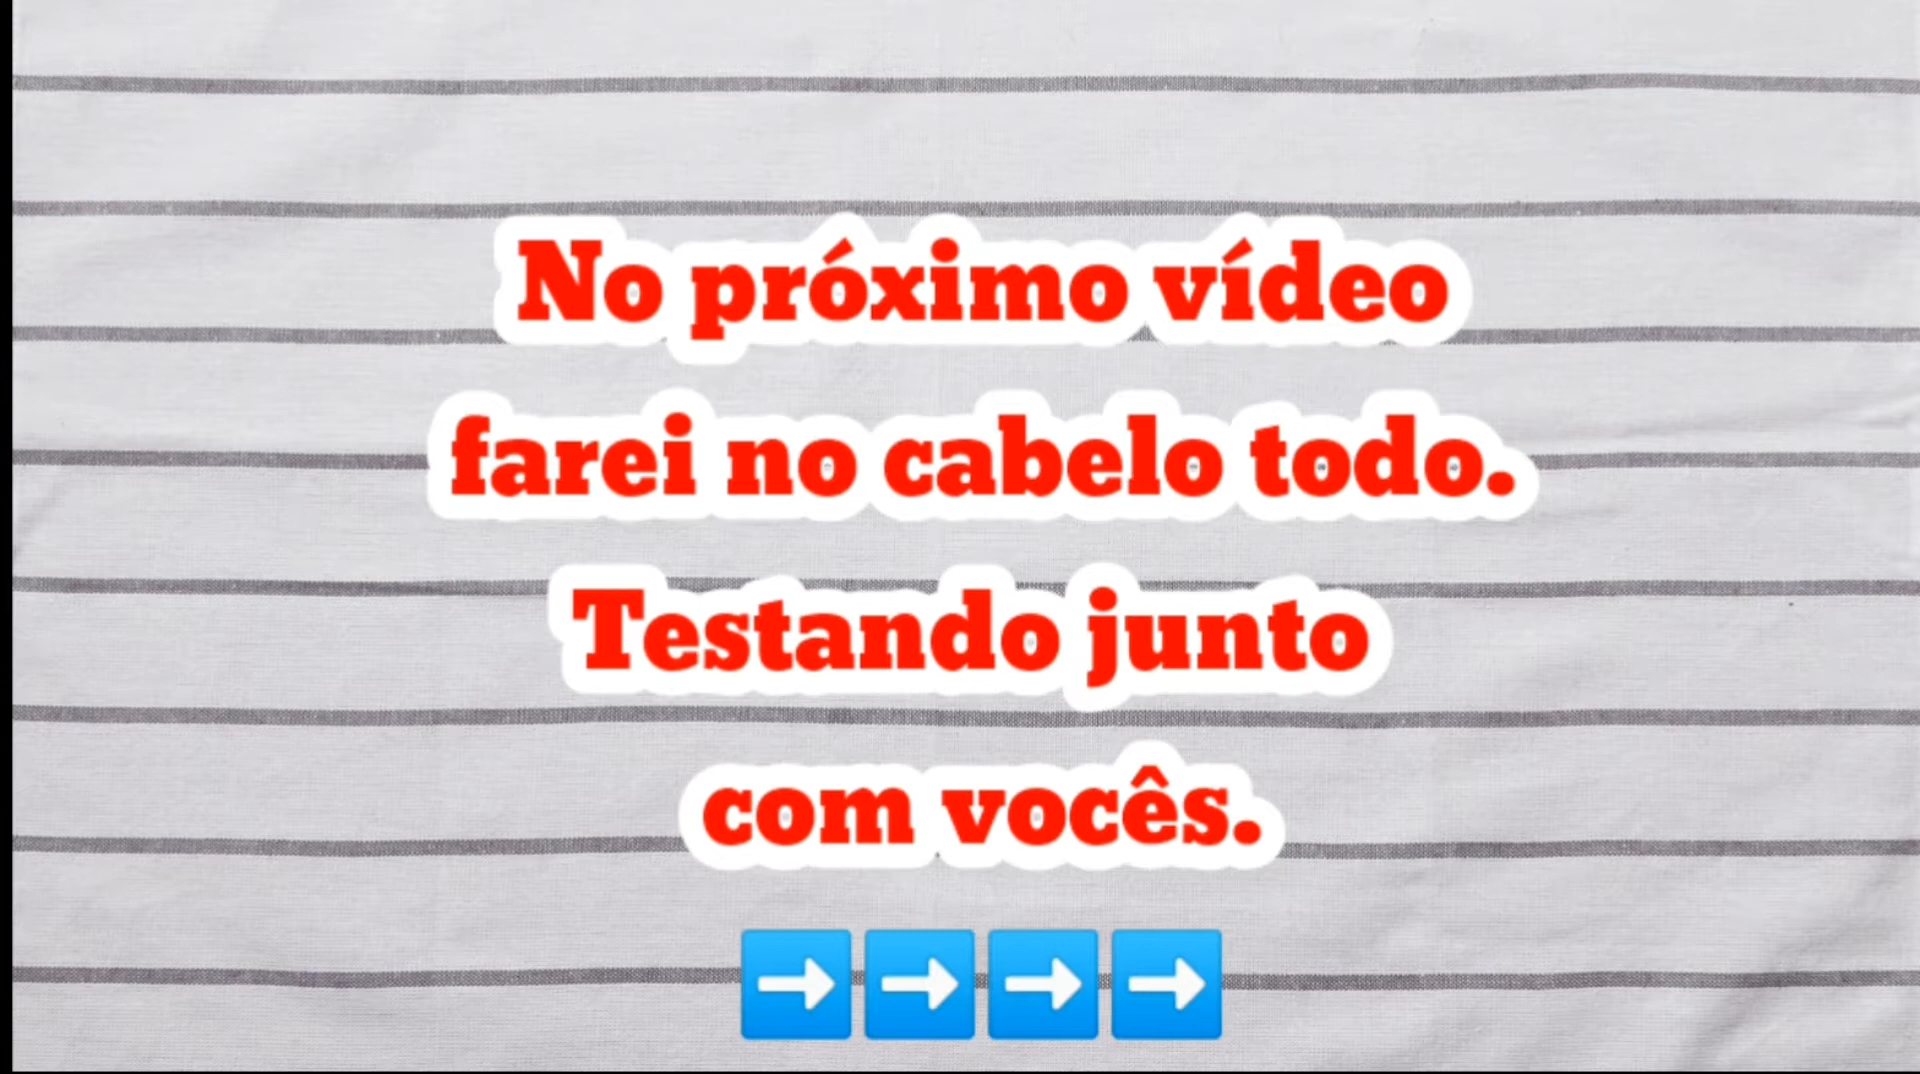 No próximo vídeo
farei no cabelo todo.
Testando junto
com vocês.
➡️➡️➡️➡️